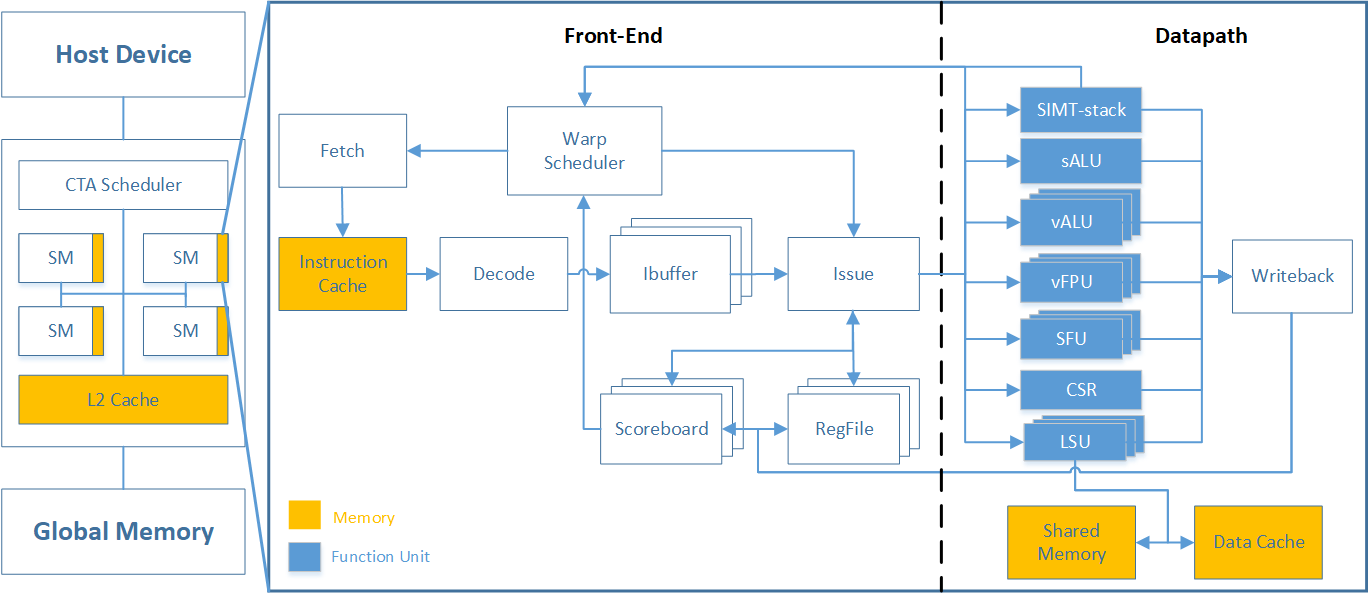 Host Device
CTA Scheduler
SM
SM
SM
SM
L2 Cache
Global Memory
Front-End
Datapath
Fetch
Warp
Scheduler
Instruction
Cache
Decode
Ibuffer
Issue
Scoreboard
RegFile
Memory
Function Unit
SIMT-stack
sALU
vALU
vFPU
SFU
CSR
LSU
Writeback
Shared
Memory
Data Cache